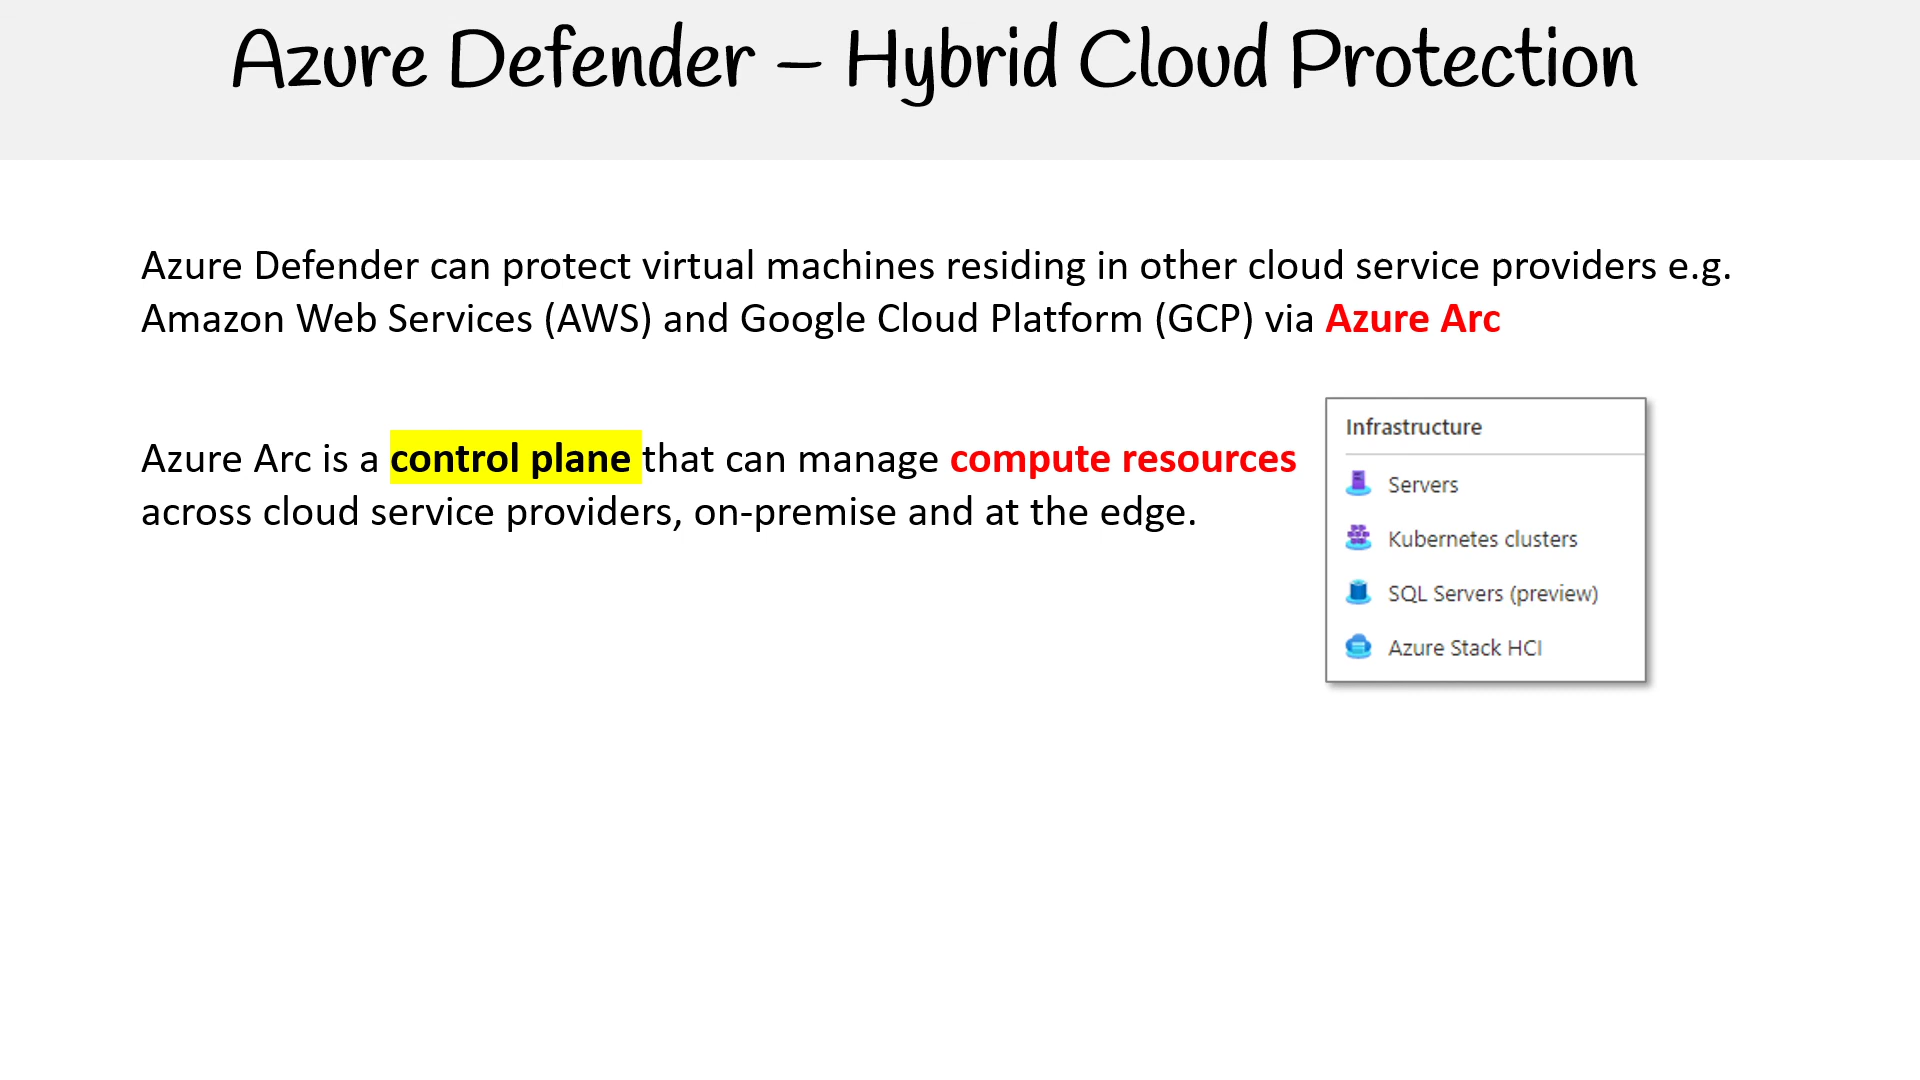 Azure Defender – Hybrid Cloud Protection
Azure Defender can protect virtual machines residing in other cloud service providers e.g.
Amazon Web Services (AWS) and Google Cloud Platform (GCP) via Azure Arc
Azure Arc is a control plane that can manage compute resources
across cloud service providers, on-premise and at the edge.
Infrastructure
Servers
Kubernetes clusters
SQL Servers (preview)
Azure Stack HCI